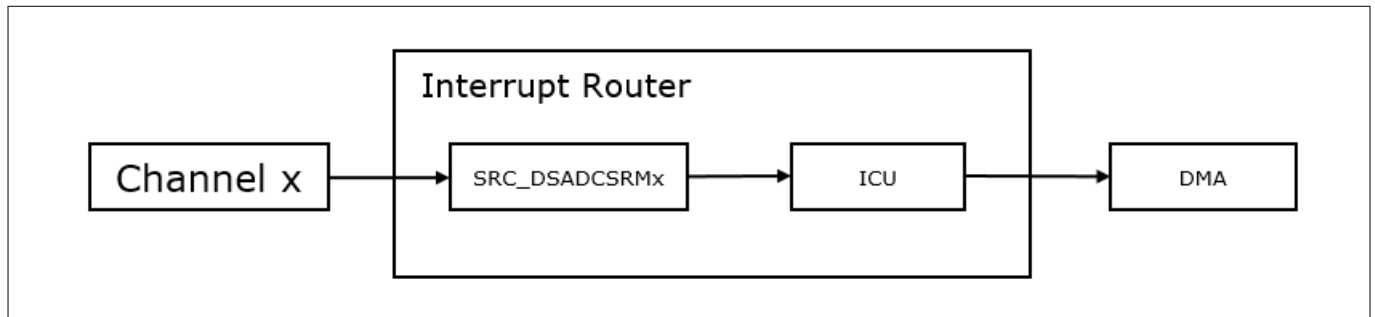 Interrupt Router
Channel x
SRC_DSADCSRMx
ICU
DMA